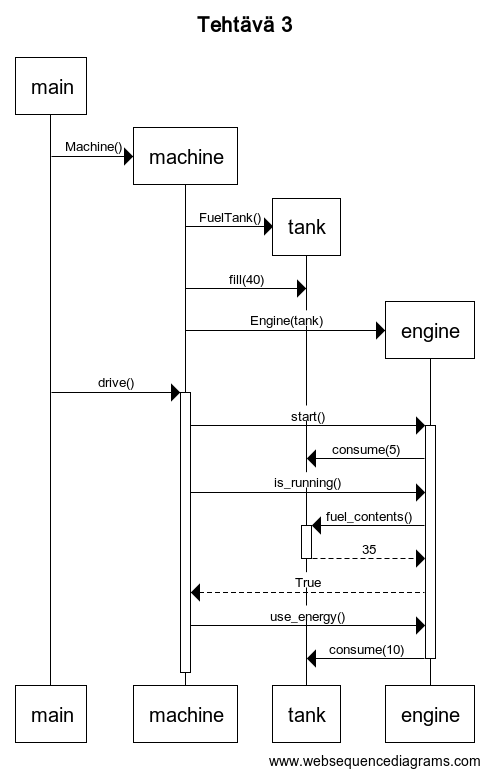 Tehtävä 3
main
Machine()
machine
FuelTank()
tank
fill(40)
Engine(tank)
engine
drive()
start()
consume(5)
is_running()
fuel_contents()
35
True
use_energy()
consume(10)
main
machine
tank
engine
www.websequencediagrams.com